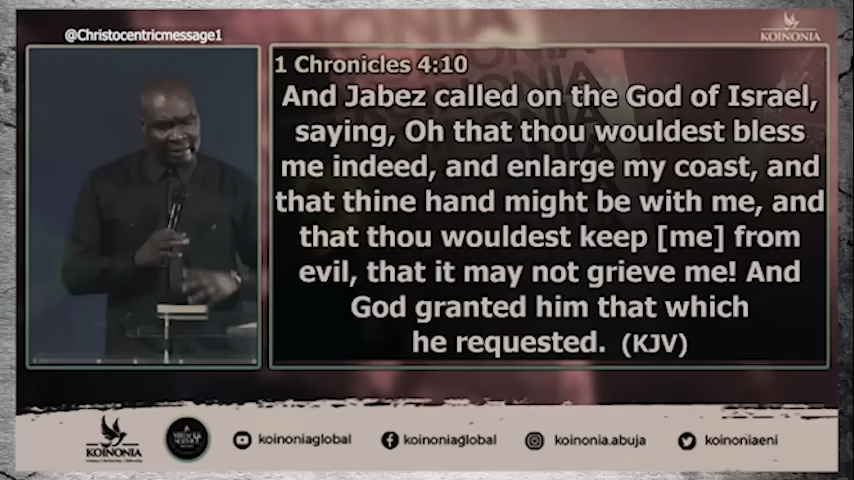 @Christocentricmessage1
KOINONIA
1 Chronicles 4:10
And Jabez called on the God of Israel,
saying, Oh that thou wouldest bless
me indeed, and enlarge my coast, and
that thine hand might be with me, and
that thou wouldest keep [me] from
evil, that it may not grieve me! And
God granted him that which
he requested. (KJV)
KOINONIA
koinoniaglobal
koinoniaglobal
koinonia.abuja
koinoniaeni